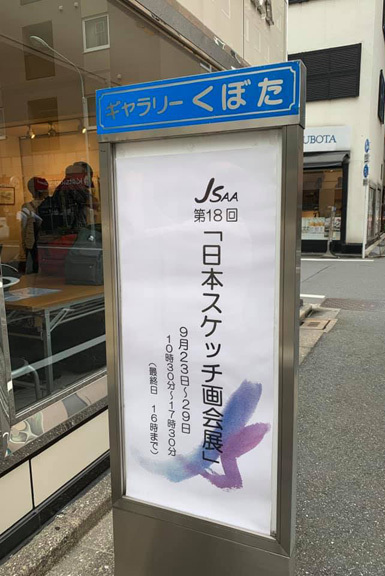 ギャラリーくぼた
JSAA
第18回
「日本スケッチ画会展」
9月23日～29日
10時30分～17時30分
(最終日　16時まで)
UBOTA